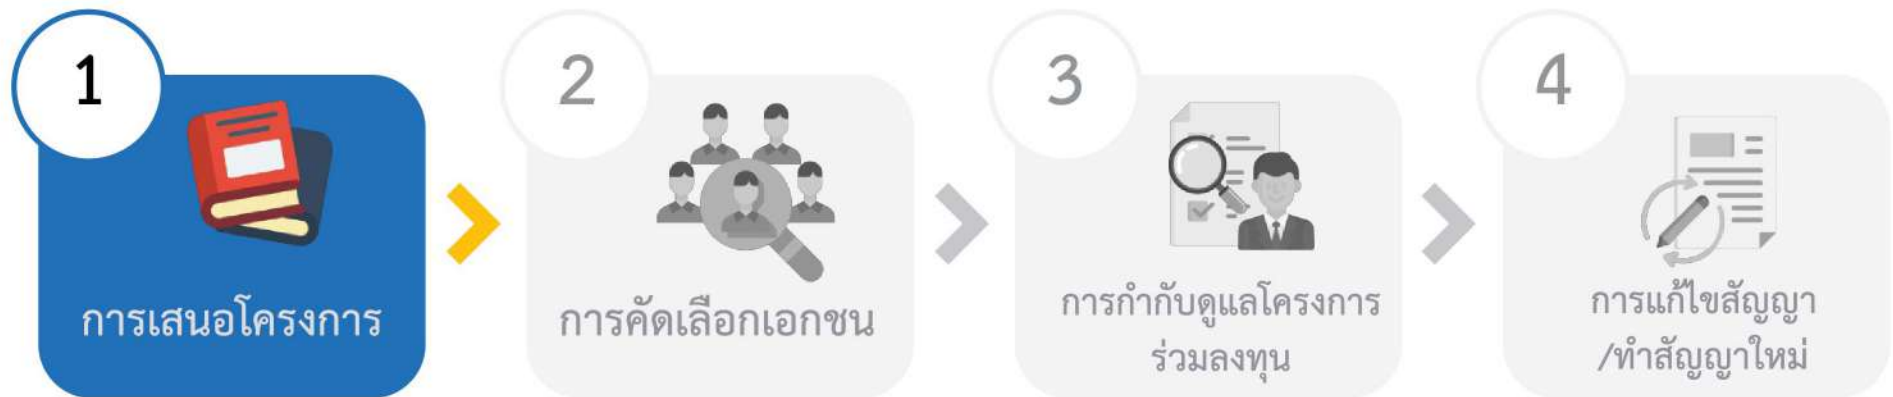 1
การเสนอโครงการ
2
การคัดเลือกเอกชน
3
การกำกับดูแลโครงการ
ร่วมลงทุน
4
การแก้ไขสัญญา
/ทำสัญญาใหม่